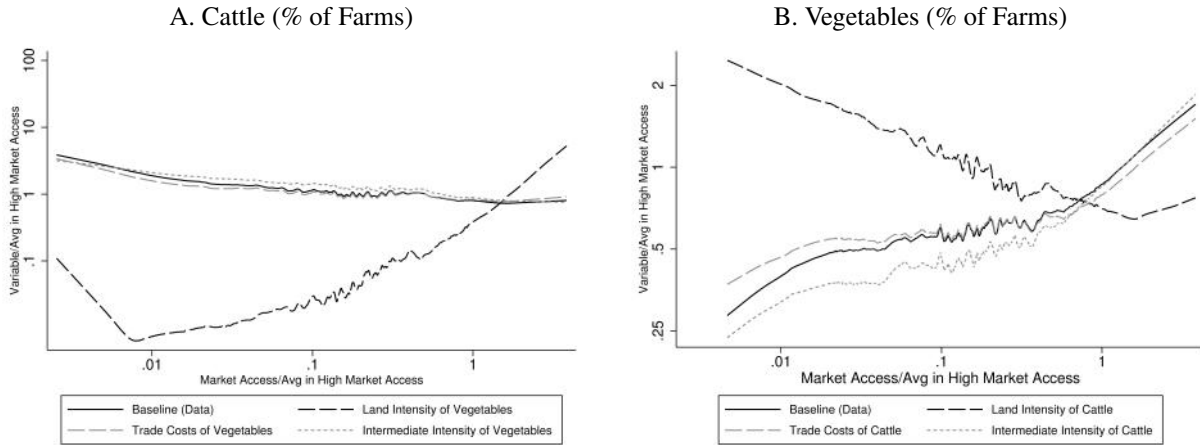 A. Cattle (% of Farms)
Variable/Avg in High Market Access
100
10
1
.1
.01
.1
1
Market Access/Avg in High Market Access
Baseline (Data)
Land Intensity of Vegetables
Trade Costs of Vegetables
Intermediate Intensity of Vegetables
B. Vegetables (% of Farms)
Variable/Avg in High Market Access
2
1
.5
.25
.01
.1
1
Market Access/Avg in High Market Access
Baseline (Data)
Land Intensity of Cattle
Trade Costs of Cattle
Intermediate Intensity of Cattle